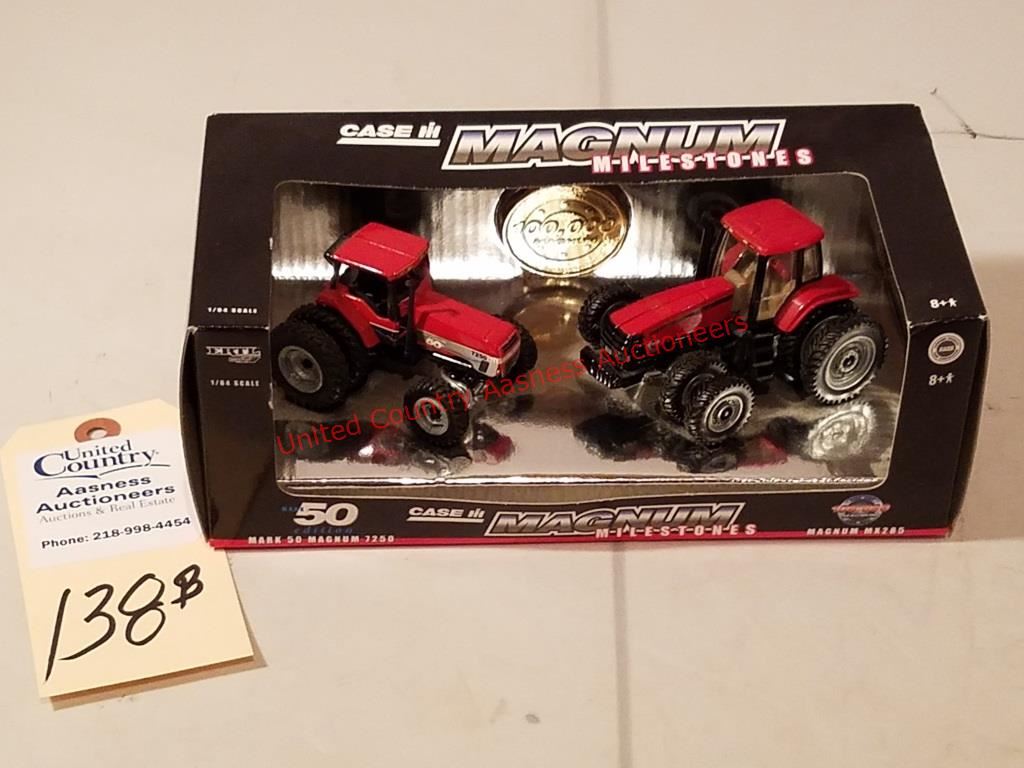 CASE IH MAGNUM
MILESTONES
100,000
1/64 SCALE
ERTL
1/64 SCALE
8+
8+
7250
United Country Aasness Auctioneers
50
edition
MARK 50 MAGNUM 7250
CASE IH MAGNUM
MILESTONES
MAGNUM MX285
United
Country
Aasness
Auctioneers
Auctions & Real Estate
Phone: 218-998-4454
138B